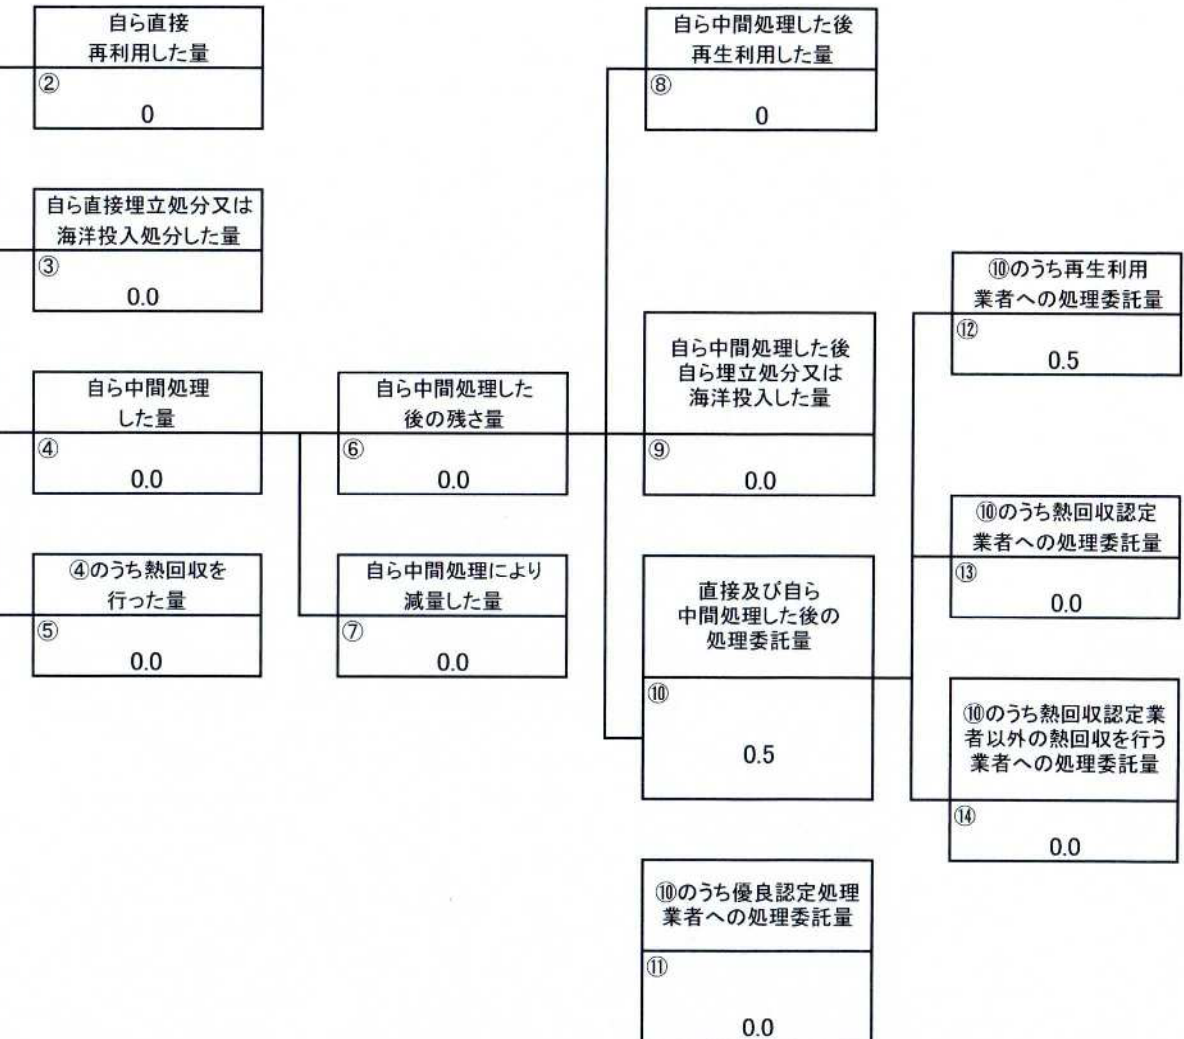 自ら直接
再利用した量
②
0
自ら直接埋立処分又は
海洋投入処分した量
③
0.0
自ら中間処理
した量
④
0.0
④のうち熱回収を
行った量
⑤
0.0
自ら中間処理した
後の残さ量
⑥
0.0
自ら中間処理により
減量した量
⑦
0.0
自ら中間処理した後
再生利用した量
⑧
0
自ら中間処理した後
自ら埋立処分又は
海洋投入した量
⑨
0.0
直接及び自ら
中間処理した後の
処理委託量
⑩
0.5
⑩のうち優良認定処理
業者への処理委託量
⑪
0.0
⑩のうち再生利用
業者への処理委託量
⑫
0.5
⑩のうち熱回収認定
業者への処理委託量
⑬
0.0
⑩のうち熱回収認定業
者以外の熱回収を行う
業者への処理委託量
⑭
0.0